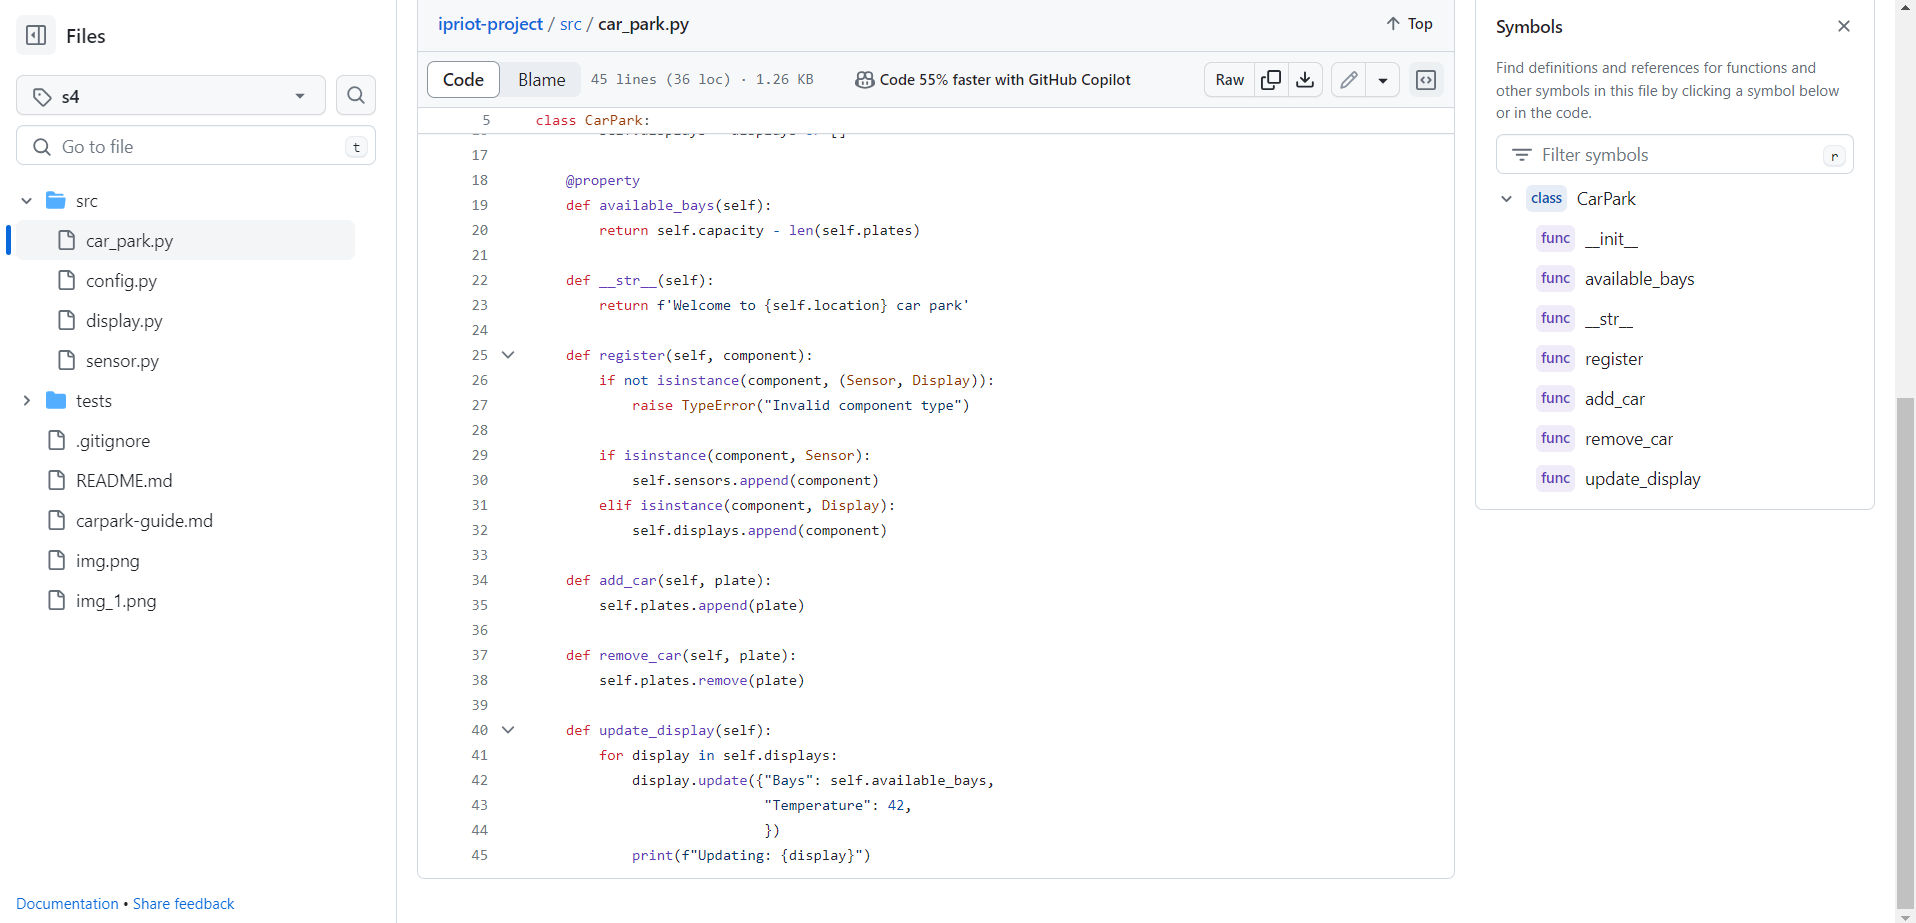 Files
s4
Go to file
t
src
car_park.py
config.py
display.py
sensor.py
tests
.gitignore
README.md
carpark-guide.md
img.png
img_1.png
Documentation • Share feedback
ipriot-project / src / car_park.py
Top
Code Blame 45 lines (36 loc) · 1.26 KB Code 55% faster with GitHub Copilot Raw
5 class CarPark:
17
18 @property
19 def available_bays(self):
20 return self.capacity - len(self.plates)
21
22 def __str__(self):
23 return f'Welcome to {self.location} car park'
24
25 def register(self, component):
26 if not isinstance(component, (Sensor, Display)):
27 raise TypeError("Invalid component type")
28
29 if isinstance(component, Sensor):
30 self.sensors.append(component)
31 elif isinstance(component, Display):
32 self.displays.append(component)
33
34 def add_car(self, plate):
35 self.plates.append(plate)
36
37 def remove_car(self, plate):
38 self.plates.remove(plate)
39
40 def update_display(self):
41 for display in self.displays:
42 display.update({"Bays": self.available_bays,
43 "Temperature": 42,
44 })
45 print(f"Updating: {display}")
Symbols
Find definitions and references for functions and
other symbols in this file by clicking a symbol below
or in the code.
Filter symbols
r
class CarPark
func __init__
func available_bays
func __str__
func register
func add_car
func remove_car
func update_display